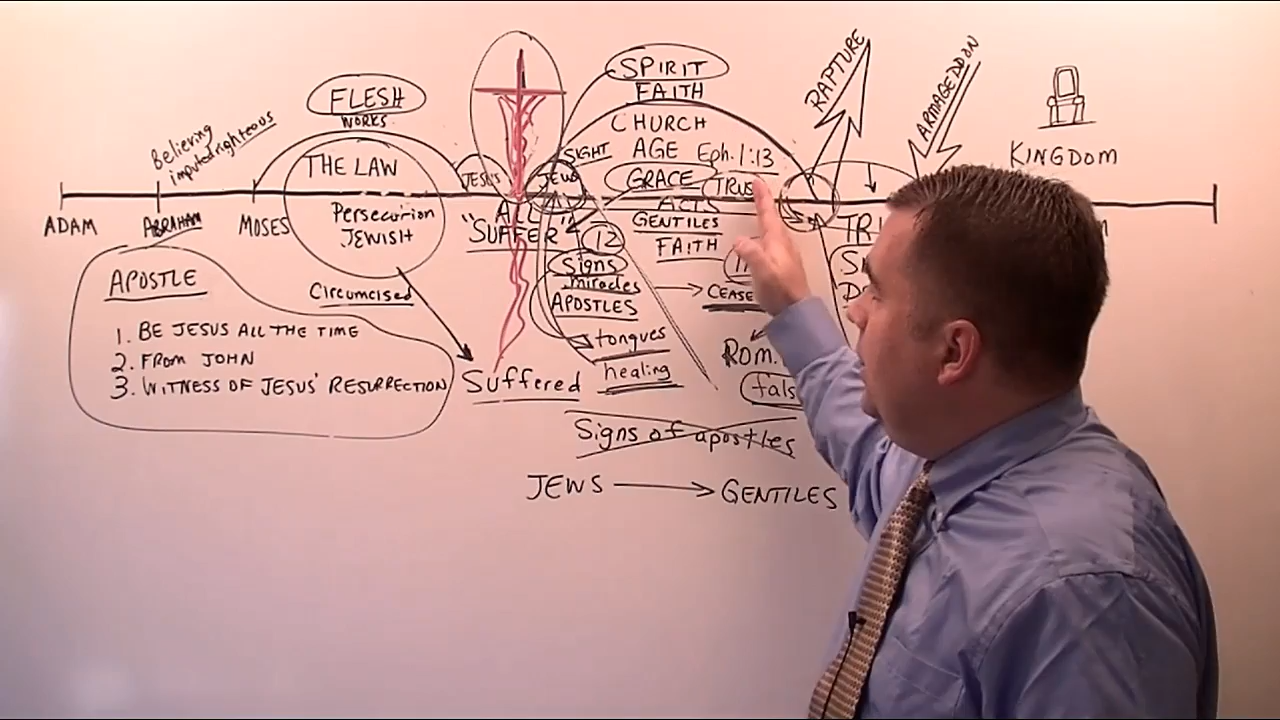 FLESH
WORKS
THE LAW
Persecution
JEWISH
Circumcised
Believing
imputed righteous
ADAM
ABRAHAM
MOSES
APOSTLE
1. BE JESUS ALL THE TIME
2. FROM JOHN
3. WITNESS OF JESUS' RESURRECTION
JESUS
SIGHT
JEWS
ALL
"SUFFER"
12
Signs
miracles
APOSTLES
tongues
healing
Suffered
SPIRIT
FAITH
CHURCH
AGE
Eph. 1:13
GRACE
ACTS
GENTILES
FAITH
CEASE
ROM.
Signs of apostles
JEWS → GENTILES
RAPTURE
ARMAGEDDON
KINGDOM